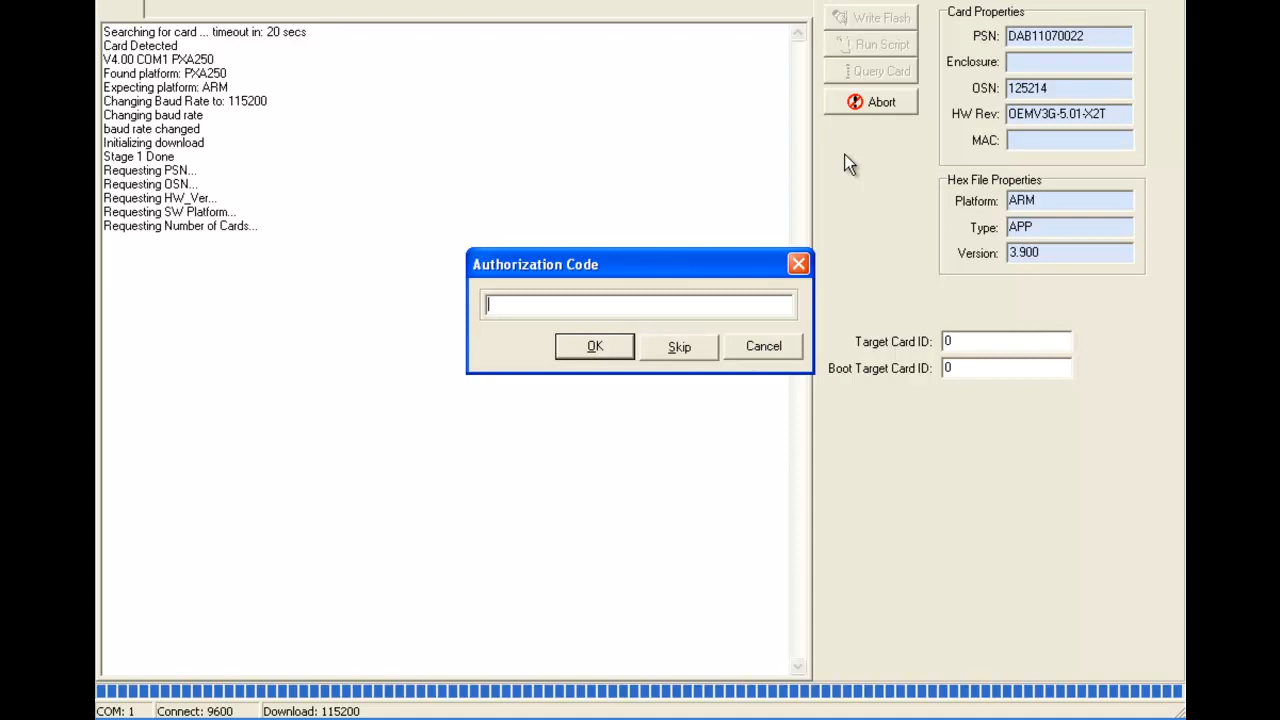 Searching for card ... timeout in: 20 secs
Card Detected
V4.00 COM1 PXA250
Found platform: PXA250
Expecting platform: ARM
Changing Baud Rate to: 115200
Changing baud rate
baud rate changed
Initializing download
Stage 1 Done
Requesting PSN...
Requesting OSN...
Requesting HW_Ver...
Requesting SW Platform...
Requesting Number of Cards...
Authorization Code
OK
Skip
Cancel
Write Flash
Run Script
Query Card
Abort
Card Properties
PSN: DAB11070022
Enclosure:
OSN: 125214
HW Rev: OEMV3G-5.01-X2T
MAC:
Hex File Properties
Platform: ARM
Type: APP
Version: 3.900
Target Card ID: 0
Boot Target Card ID: 0
COM: 1 Connect: 9600 Download: 115200